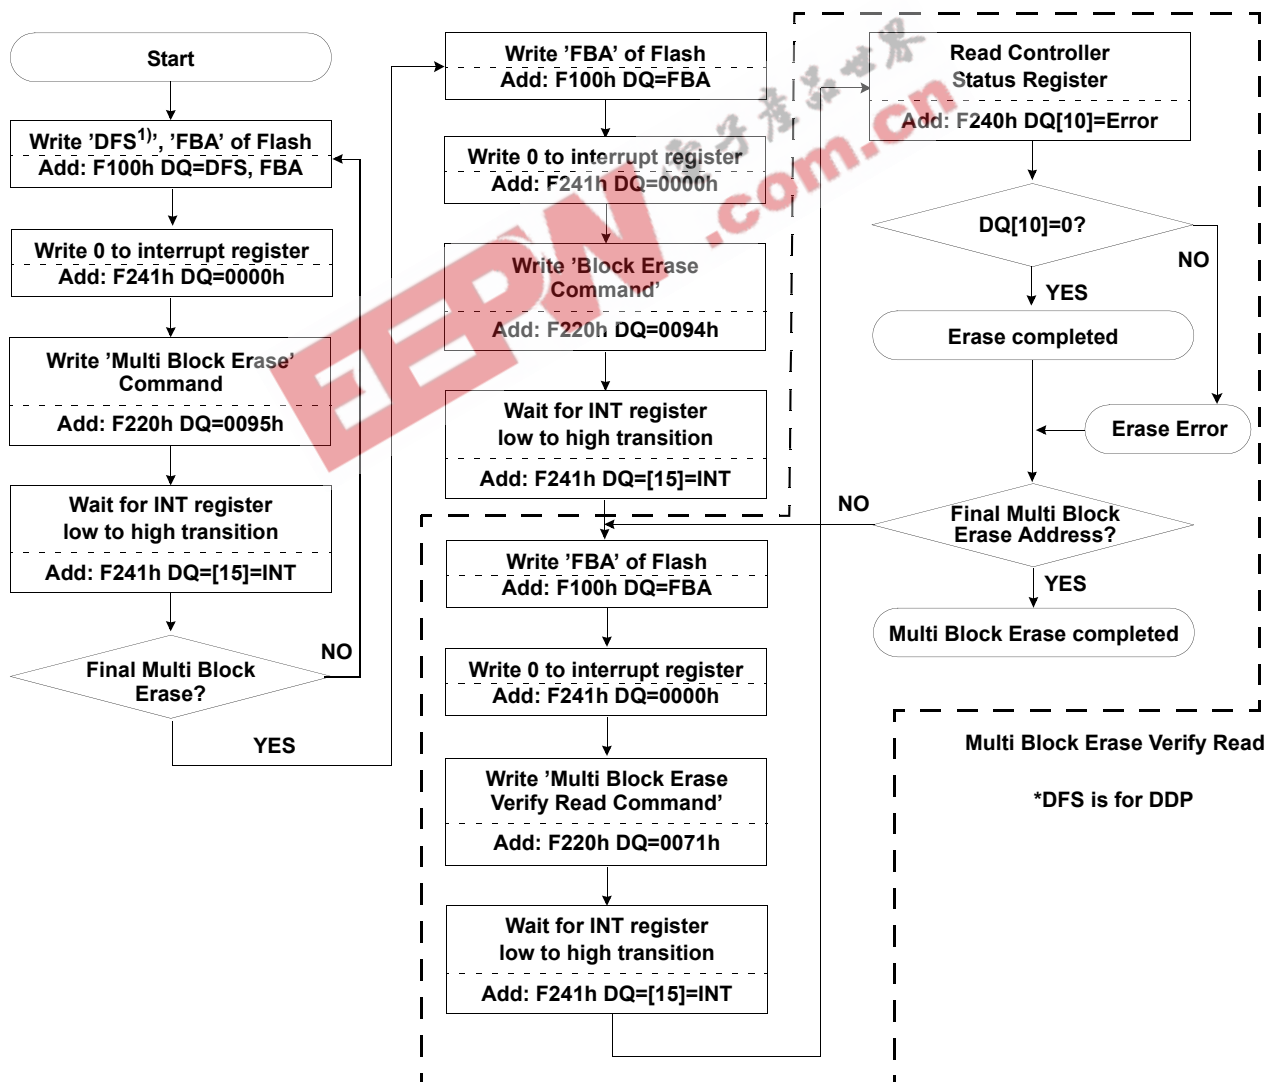 Start
Write ’DFS1)’, ’FBA’ of Flash
Add: F100h DQ=DFS, FBA
Write 0 to interrupt register
Add: F241h DQ=0000h
Write ’Multi Block Erase’
Command
Add: F220h DQ=0095h
Wait for INT register
low to high transition
Add: F241h DQ=[15]=INT
Final Multi Block
Erase?
NO
YES
Write ’FBA’ of Flash
Add: F100h DQ=FBA
Write 0 to interrupt register
Add: F241h DQ=0000h
Write ’Block Erase
Command’
Add: F220h DQ=0094h
Wait for INT register
low to high transition
Add: F241h DQ=[15]=INT
Write ’FBA’ of Flash
Add: F100h DQ=FBA
Write 0 to interrupt register
Add: F241h DQ=0000h
Write ’Multi Block Erase
Verify Read Command’
Add: F220h DQ=0071h
Wait for INT register
low to high transition
Add: F241h DQ=[15]=INT
Read Controller
Status Register
Add: F240h DQ[10]=Error
DQ[10]=0?
NO
YES
Erase completed
Erase Error
Final Multi Block
Erase Address?
NO
YES
Multi Block Erase completed
Multi Block Erase Verify Read
*DFS is for DDP
EEPW
.com.cn
電子產品世界